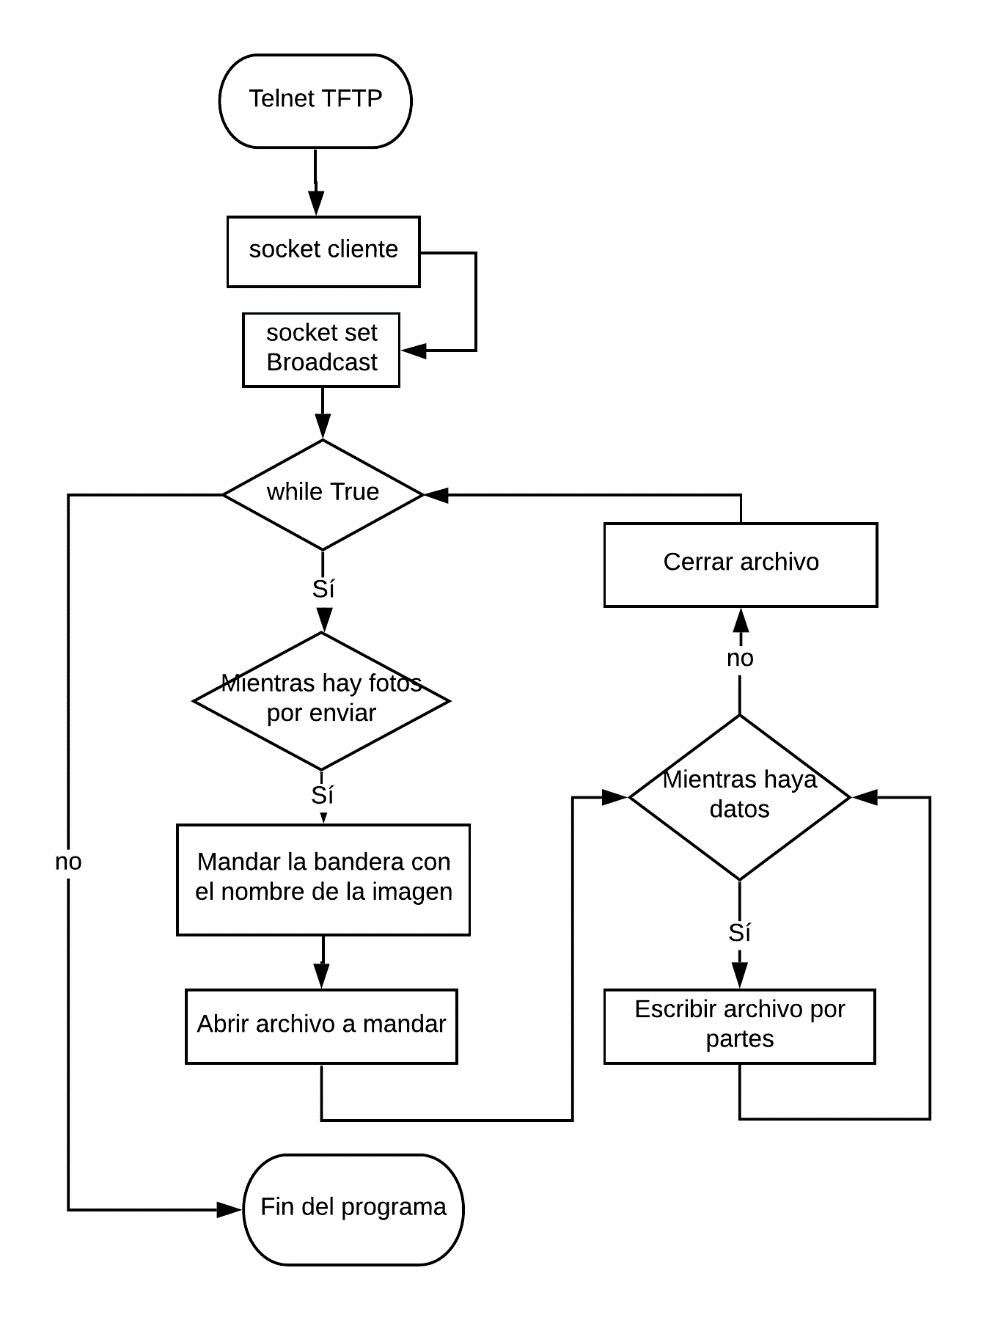 Telnet TFTP
socket cliente
socket set
Broadcast
while True
Sí
Mientras hay fotos
por enviar
Sí
Mandar la bandera con
el nombre de la imagen
Abrir archivo a mandar
Cerrar archivo
no
Mientras haya
datos
Sí
Escribir archivo por
partes
no
Fin del programa